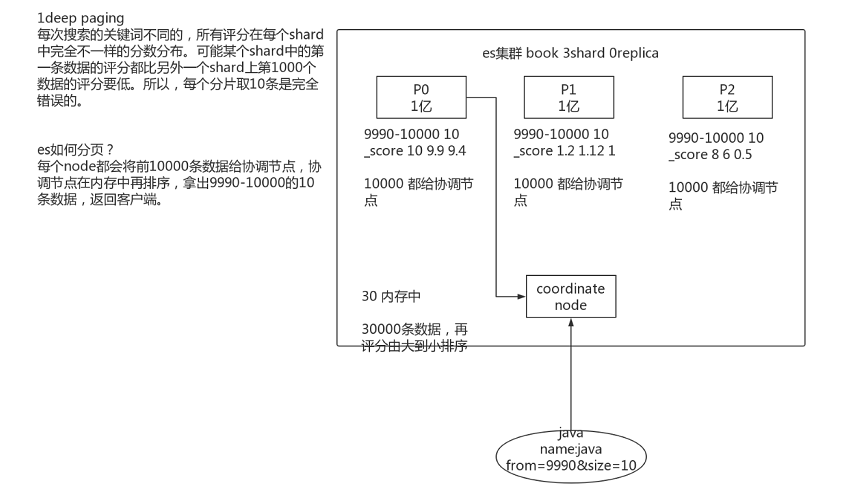 1deep paging
每次搜索的关键词不同的，所有评分在每个shard
中完全不一样的分数分布。可能某个shard中的第
一条数据的评分都比另外一个shard上第1000个
数据的评分要低。所以，每个分片取10条是完全
错误的。
es如何分页？
每个node都会将前10000条数据给协调节点，协
调节点在内存中再排序，拿出9990-10000的10
条数据，返回客户端。
es集群 book 3shard 0replica
P0
1亿
P1
1亿
P2
1亿
9990-10000 10
_score 10 9.9 9.4
10000 都给协调节
点
9990-10000 10
_score 1.2 1.12 1
10000 都给协调节
点
9990-10000 10
_score 8 6 0.5
10000 都给协调节
点
30 内存中
30000条数据，再
评分由大到小排序
coordinate
node
java
name:java
from=9990&size=10